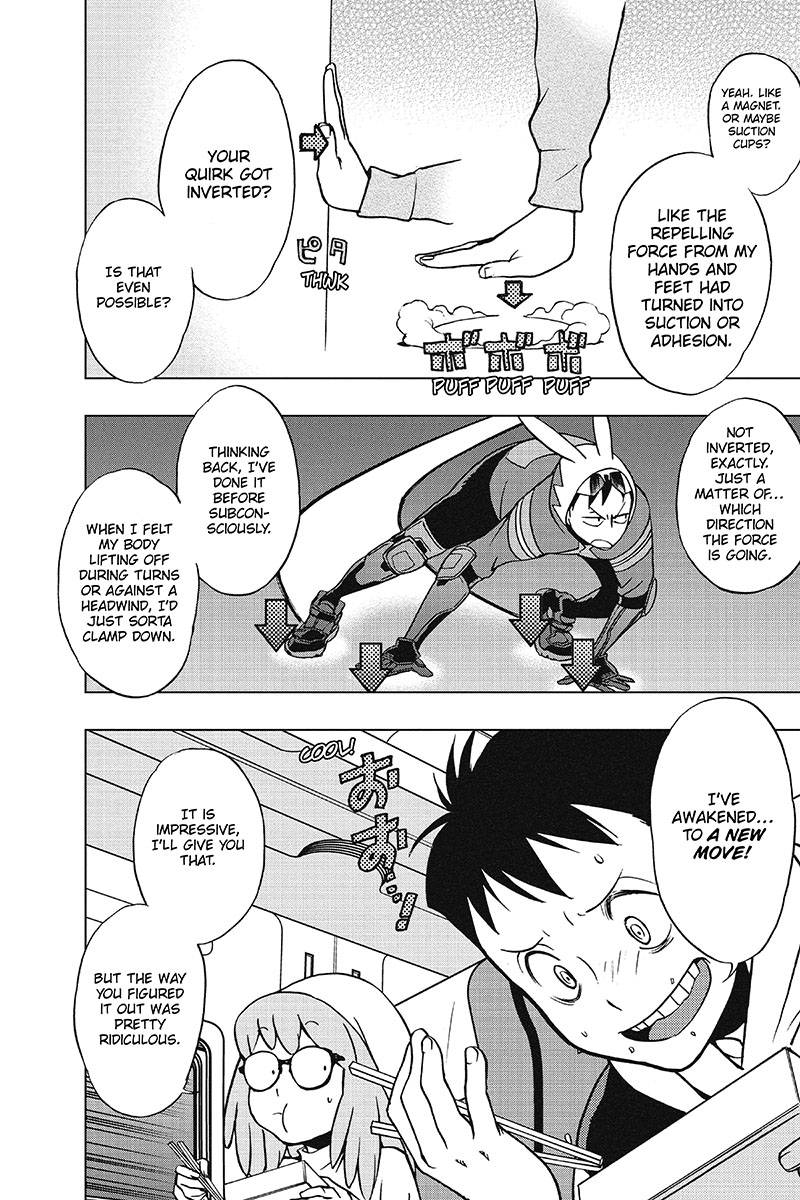 YEAH. LIKE
A MAGNET.
OR MAYBE
SUCTION
CUPS?
LIKE THE
REPELLING
FORCE FROM MY
HANDS AND
FEET HAD
TURNED INTO
SUCTION OR
ADHESION.
YOUR
QUIRK GOT
INVERTED?
IS THAT
EVEN
POSSIBLE?
ピタ
THWK
ボボボ
PUFF PUFF PUFF
NOT
INVERTED,
EXACTLY.
JUST A
MATTER OF...
WHICH
DIRECTION
THE FORCE
IS GOING.
THINKING
BACK, I'VE
DONE IT
BEFORE
SUBCON-
SCIOUSLY.
WHEN I FELT
MY BODY
LIFTING OFF
DURING TURNS
OR AGAINST A
HEADWIND, I'D
JUST SORTA
CLAMP DOWN.
I'VE
AWAKENED...
TO A NEW
MOVE!
COOL!
おおー…!
IT IS
IMPRESSIVE,
I'LL GIVE YOU
THAT.
BUT THE WAY
YOU FIGURED
IT OUT WAS
PRETTY
RIDICULOUS.